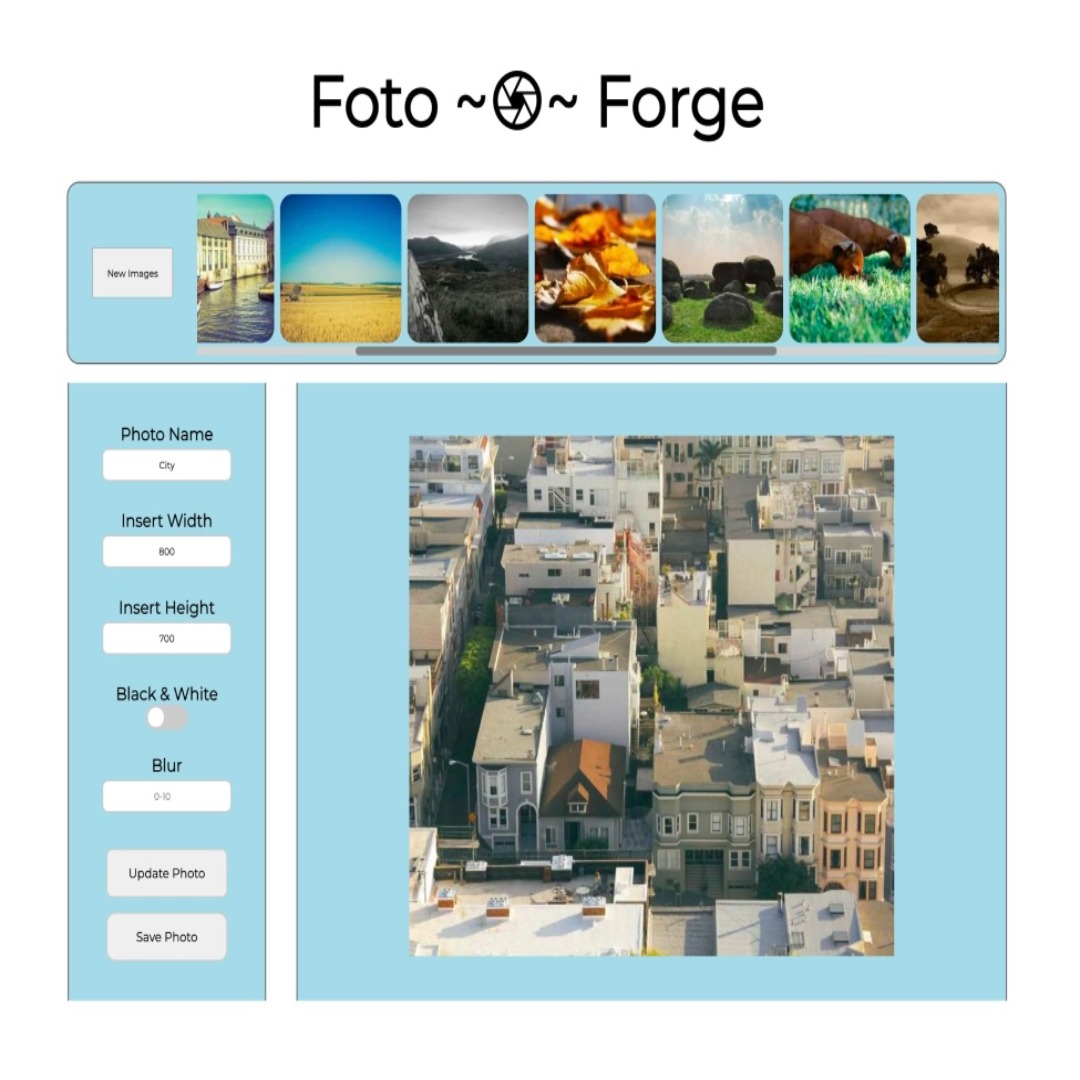 Foto ~ ~ Forge
New Images
Photo Name
City
Insert Width
800
Insert Height
700
Black & White
Blur
0-10
Update Photo
Save Photo